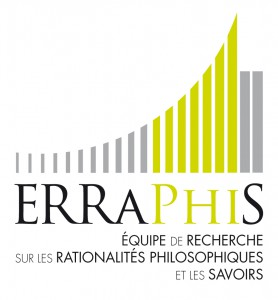 ERRAPHIS
ÉQUIPE DE RECHERCHE
SUR LES RATIONALITÉS PHILOSOPHIQUES
ET LES SAVOIRS